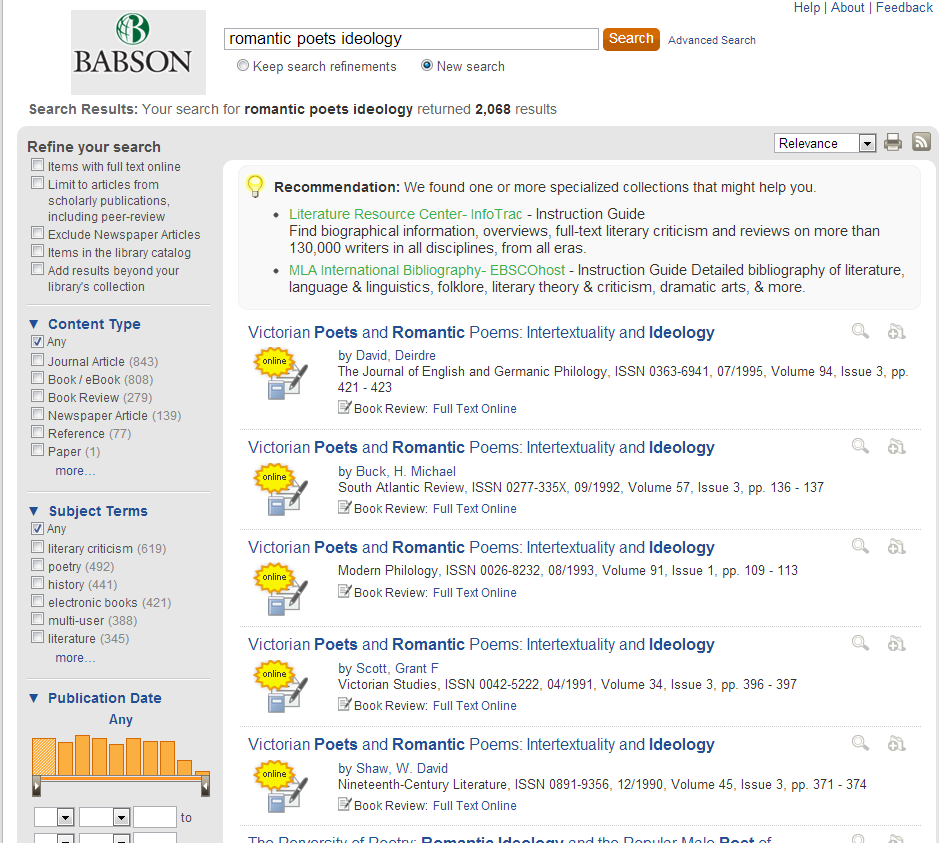 Help | About | Feedback
BABSON
romantic poets ideology
Search
Advanced Search
Keep search refinements
New search
Search Results: Your search for romantic poets ideology returned 2,068 results
Refine your search
Items with full text online
Limit to articles from
scholarly publications,
including peer-review
Exclude Newspaper Articles
Items in the library catalog
Add results beyond your
library's collection
Content Type
Any
Journal Article (843)
Book / eBook (808)
Book Review (279)
Newspaper Article (139)
Reference (77)
Paper (1)
more...
Subject Terms
Any
literary criticism (619)
poetry (492)
history (441)
electronic books (421)
multi-user (388)
literature (345)
more...
Publication Date
Any
to
Relevance
Recommendation: We found one or more specialized collections that might help you.
• Literature Resource Center- InfoTrac - Instruction Guide
Find biographical information, overviews, full-text literary criticism and reviews on more than
130,000 writers in all disciplines, from all eras.
• MLA International Bibliography- EBSCOhost - Instruction Guide Detailed bibliography of literature,
language & linguistics, folklore, literary theory & criticism, dramatic arts, & more.
Victorian Poets and Romantic Poems: Intertextuality and Ideology
online
by David, Deirdre
The Journal of English and Germanic Philology, ISSN 0363-6941, 07/1995, Volume 94, Issue 3, pp.
421 - 423
Book Review: Full Text Online
Victorian Poets and Romantic Poems: Intertextuality and Ideology
online
by Buck, H. Michael
South Atlantic Review, ISSN 0277-335X, 09/1992, Volume 57, Issue 3, pp. 136 - 137
Book Review: Full Text Online
Victorian Poets and Romantic Poems: Intertextuality and Ideology
online
Modern Philology, ISSN 0026-8232, 08/1993, Volume 91, Issue 1, pp. 109 - 113
Book Review: Full Text Online
Victorian Poets and Romantic Poems: Intertextuality and Ideology
online
by Scott, Grant F
Victorian Studies, ISSN 0042-5222, 04/1991, Volume 34, Issue 3, pp. 396 - 397
Book Review: Full Text Online
Victorian Poets and Romantic Poems: Intertextuality and Ideology
online
by Shaw, W. David
Nineteenth-Century Literature, ISSN 0891-9356, 12/1990, Volume 45, Issue 3, pp. 371 - 374
Book Review: Full Text Online
The Perversity of Poetry: Romantic Ideology and the Popular Male Poet of